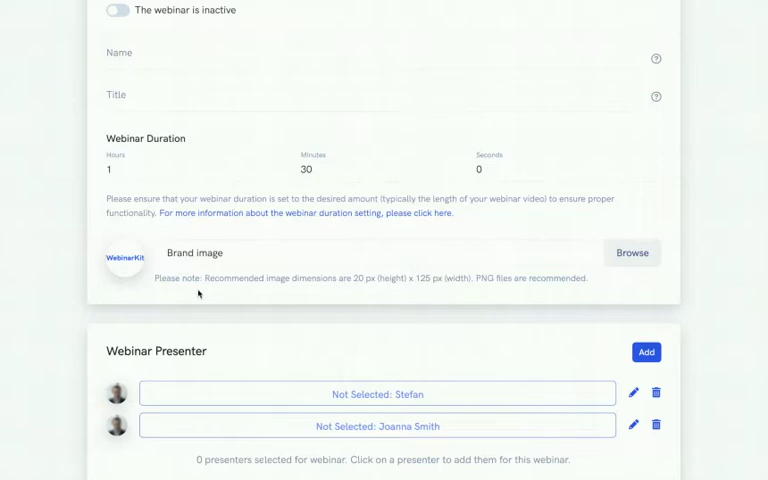 The webinar is inactive
Name
?
Title
?
Webinar Duration
Hours
Minutes
Seconds
1
30
0
Please ensure that your webinar duration is set to the desired amount (typically the length of your webinar video) to ensure proper
functionality. For more information about the webinar duration setting, please click here.
WebinarKit
Brand image
Browse
Please note: Recommended image dimensions are 20 px (height) x 125 px (width). PNG files are recommended.
Webinar Presenter
Add
Not Selected: Stefan
Not Selected: Joanna Smith
0 presenters selected for webinar. Click on a presenter to add them for this webinar.